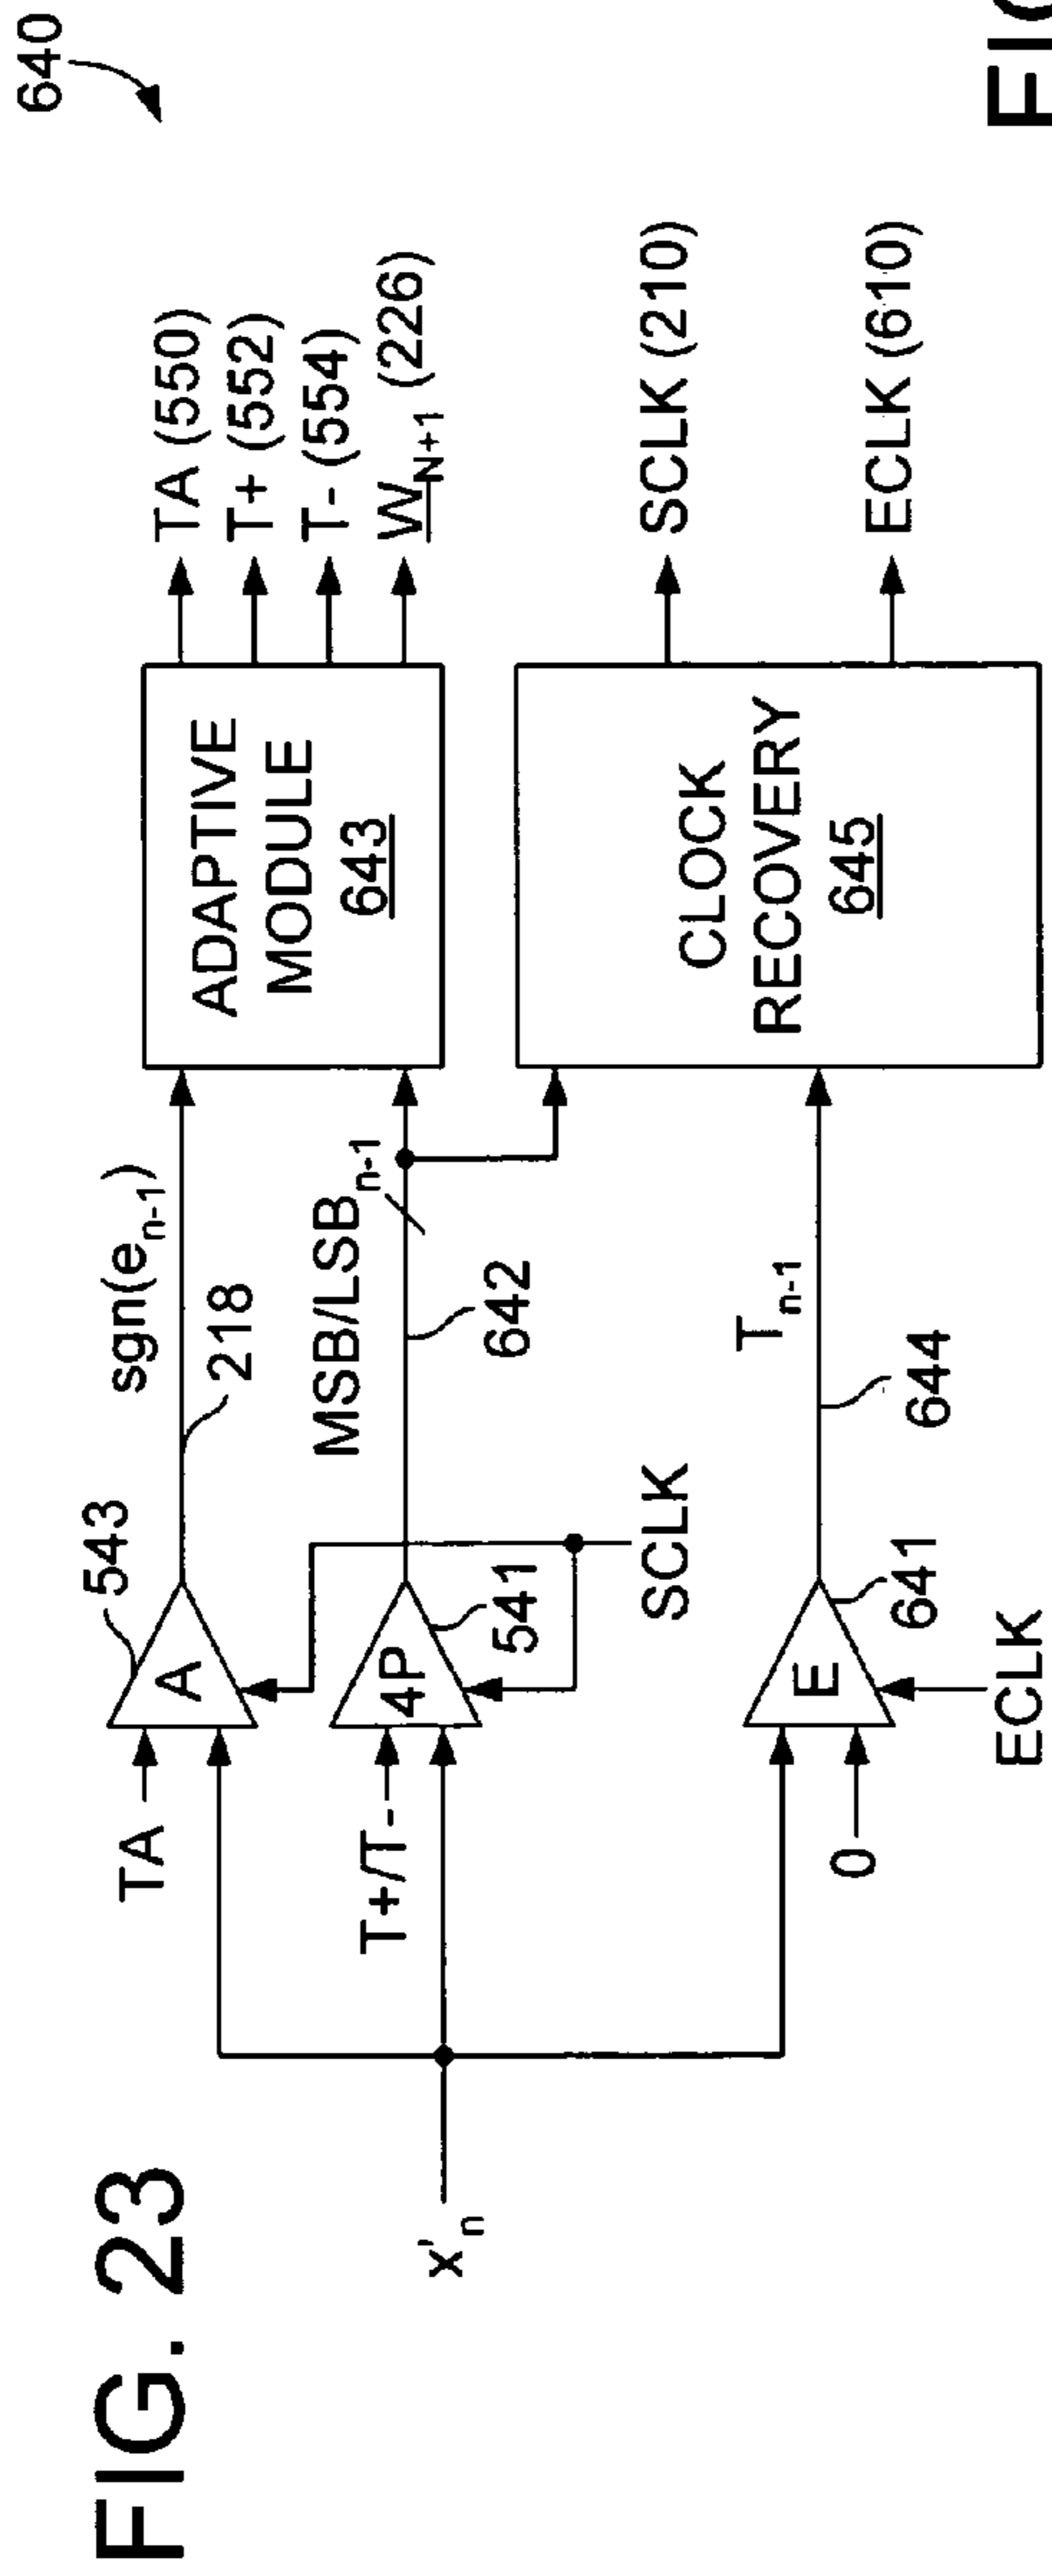 FIG. 23
640
x'n
TA
T+/T-
0
A
543
4P
541
E
641
SCLK
ECLK
sgn(en-1)
218
MSB/LSBn-1
642
Tn-1
644
ADAPTIVE
MODULE
643
CLOCK
RECOVERY
645
TA (550)
T+ (552)
T- (554)
WN+1 (226)
SCLK (210)
ECLK (610)